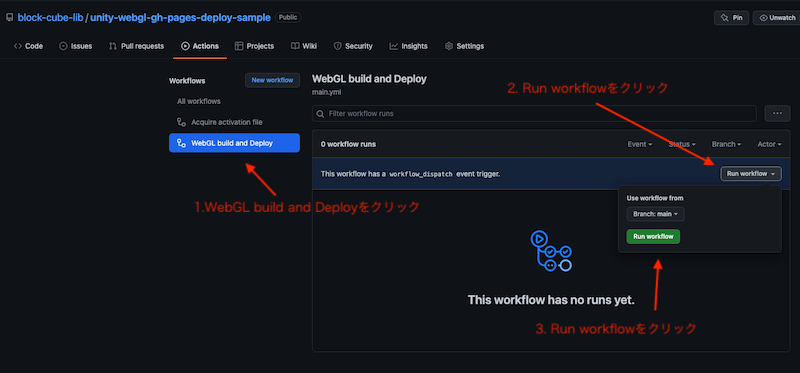 block-cube-lib / unity-webgl-gh-pages-deploy-sample Public
Pin
Unwatch
Code
Issues
Pull requests
Actions
Projects
Wiki
Security
Insights
Settings
Workflows
New workflow
All workflows
Acquire activation file
WebGL build and Deploy
WebGL build and Deploy
main.yml
Filter workflow runs
0 workflow runs
Event
Status
Branch
Actor
This workflow has a workflow_dispatch event trigger.
Run workflow
Use workflow from
Branch: main
Run workflow
This workflow has no runs yet.
1.WebGL build and Deployをクリック
2. Run workflowをクリック
3. Run workflowをクリック